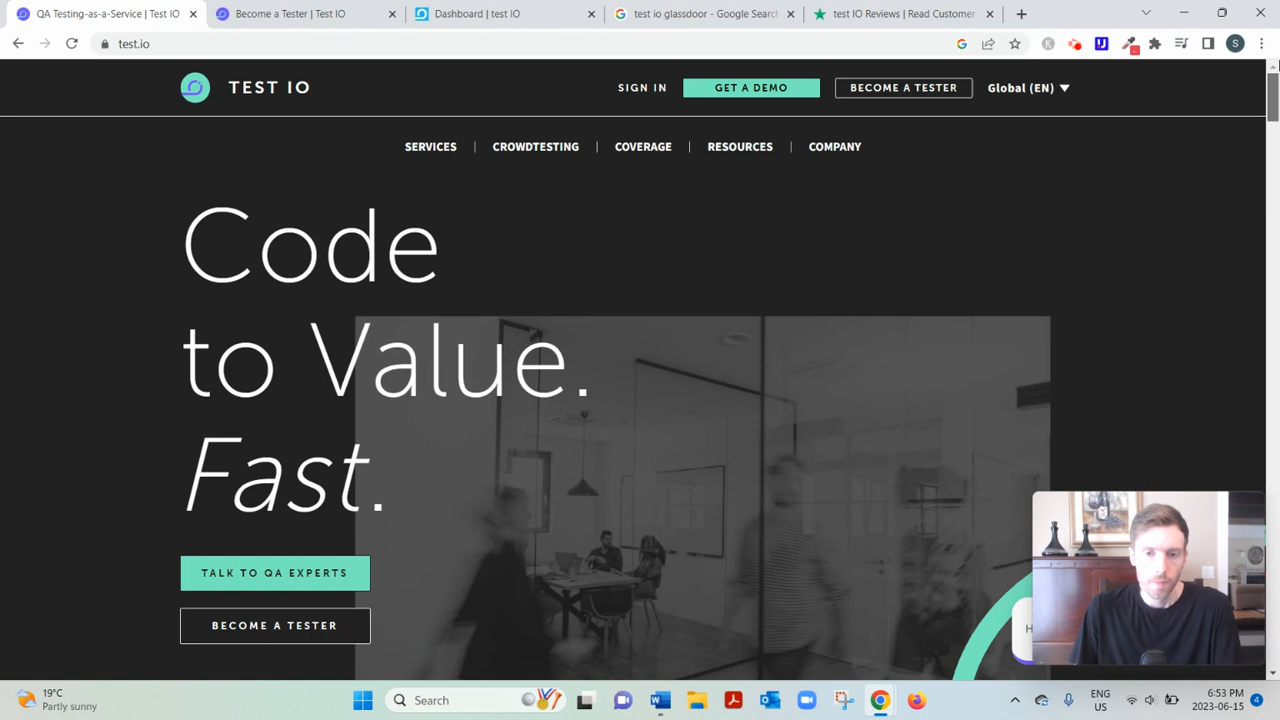 QA Testing-as-a-Service | Test IO
Become a Tester | Test IO
Dashboard | test IO
test io glassdoor - Google Search
test IO Reviews | Read Customer
test.io
TEST IO
SIGN IN
GET A DEMO
BECOME A TESTER
Global (EN)
SERVICES
CROWDTESTING
COVERAGE
RESOURCES
COMPANY
Code
to Value.
Fast.
TALK TO QA EXPERTS
BECOME A TESTER
H
19°C
Partly sunny
Search
ENG
US
6:53 PM
2023-06-15
4